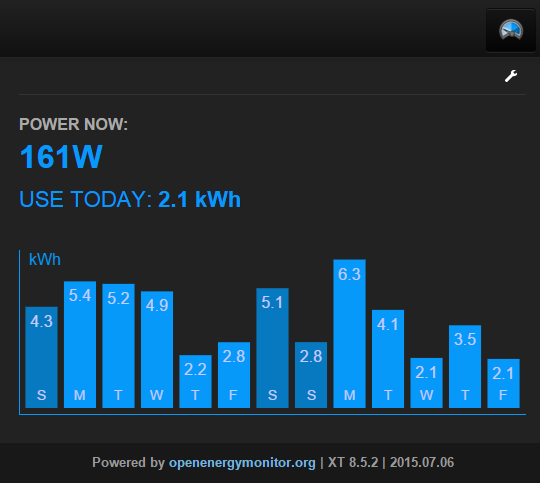 POWER NOW:
161W
USE TODAY: 2.1 kWh
kWh
4.3 5.4 5.2 4.9 2.2 2.8 5.1 2.8 6.3 4.1 2.1 3.5 2.1
S M T W T F S S M T W T F
Powered by openenergymonitor.org | XT 8.5.2 | 2015.07.06